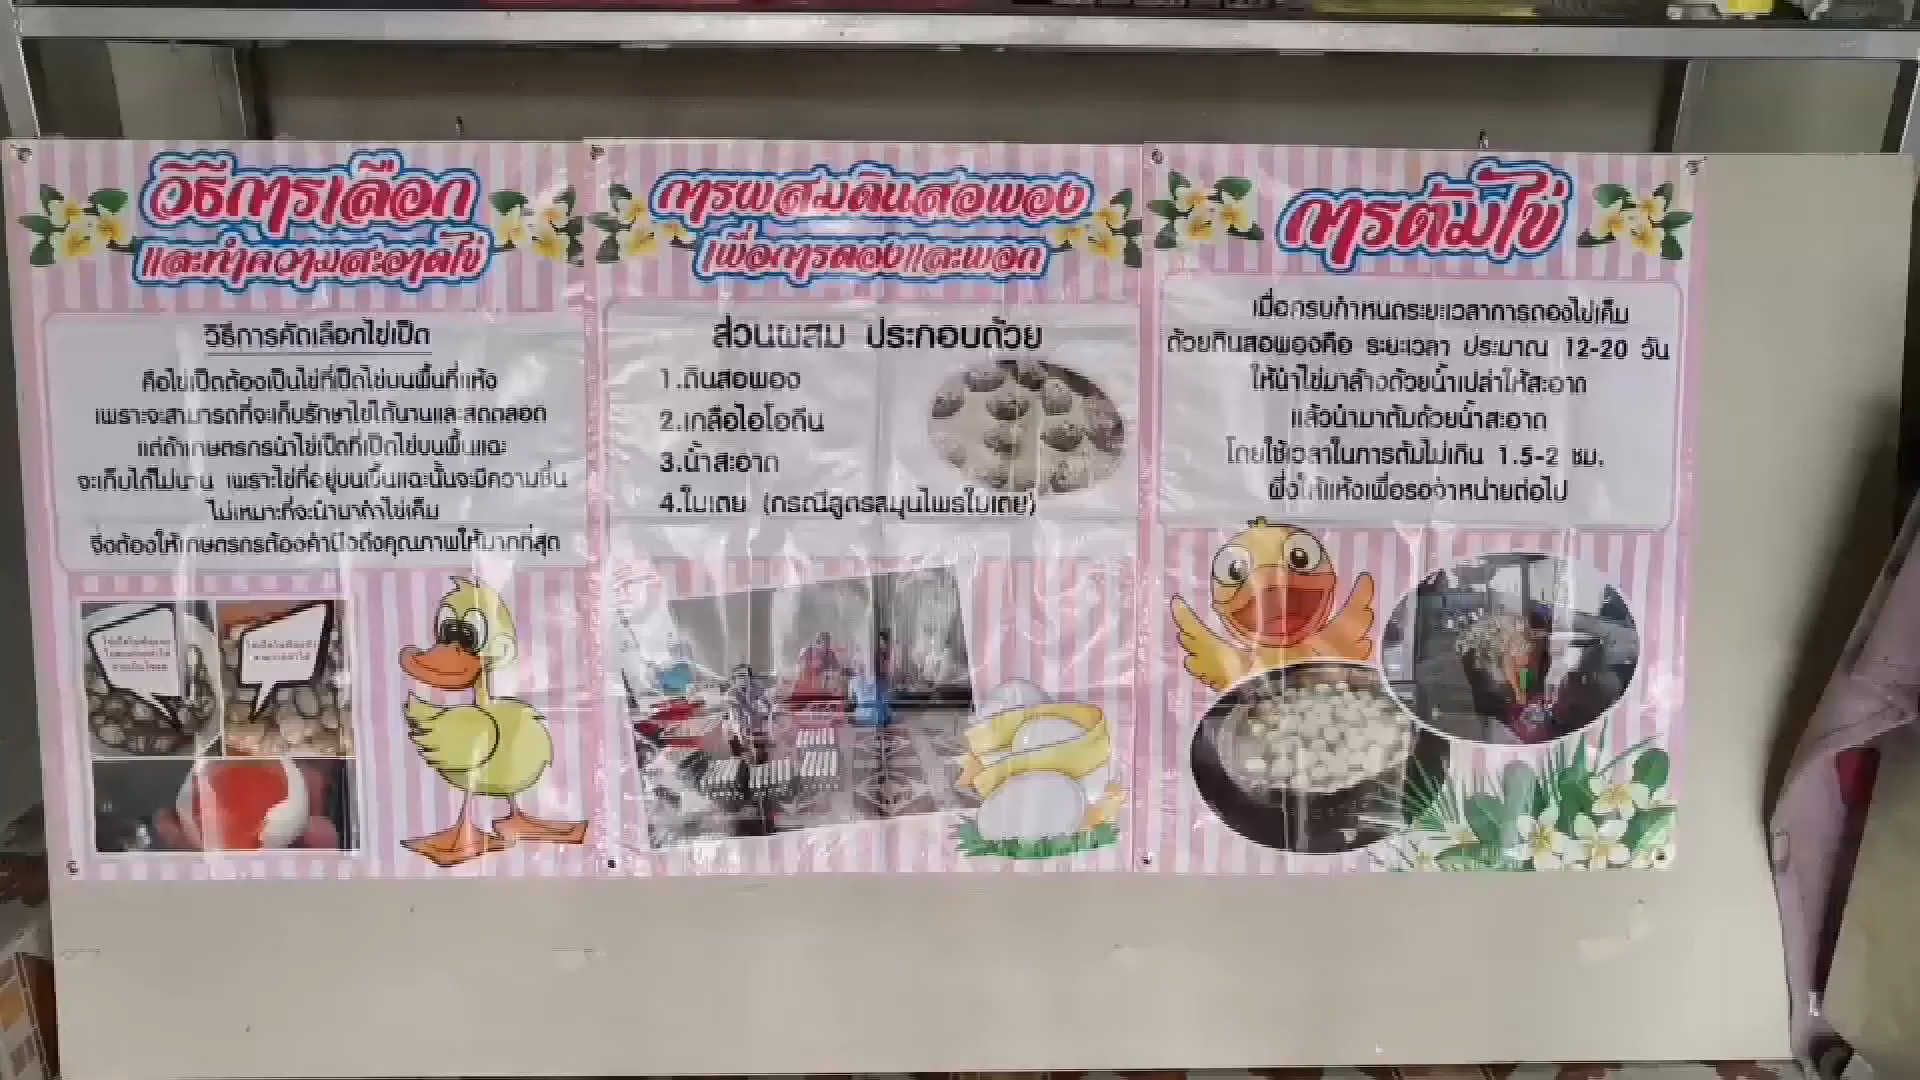 วิธีการเลือก
และทำความสะอาดไข่
วิธีการคัดเลือกไข่เป็ด
คือไข่เป็ดต้องเป็นไข่ที่เป็ดไข่บนพื้นที่แห้ง
เพราะจะสามารถที่จะเก็บรักษาไข่ได้นานและสดตลอด
แต่ถ้าเกษตรกรนำไข่เป็ดที่เป็ดไข่บนพื้นแฉะ
จะเก็บได้ไม่นาน เพราะไข่ที่อยู่บนพื้นแฉะนั้นจะมีความชื้น
ไม่เหมาะที่จะนำมาทำไข่เค็ม
จึงต้องให้เกษตรกรต้องคำนึงถึงคุณภาพให้มากที่สุด
การผสมดินสอพอง
เพื่อการดองและพอก
ส่วนผสม ประกอบด้วย
1.ดินสอพอง
2.เกลือไอโอดีน
3.น้ำสะอาด
4.ใบเตย (กรณีสูตรสมุนไพรใบเตย)
การต้มไข่
เมื่อครบกำหนดระยะเวลาการดองไข่เค็ม
ด้วยดินสอพองคือ ระยะเวลา ประมาณ 12-20 วัน
ให้นำไข่มาล้างด้วยน้ำเปล่าให้สะอาด
แล้วนำมาต้มด้วยน้ำสะอาด
โดยใช้เวลาในการต้มไม่เกิน 1.5-2 ชม.
ผึ่งให้แห้งเพื่อรอจำหน่ายต่อไป